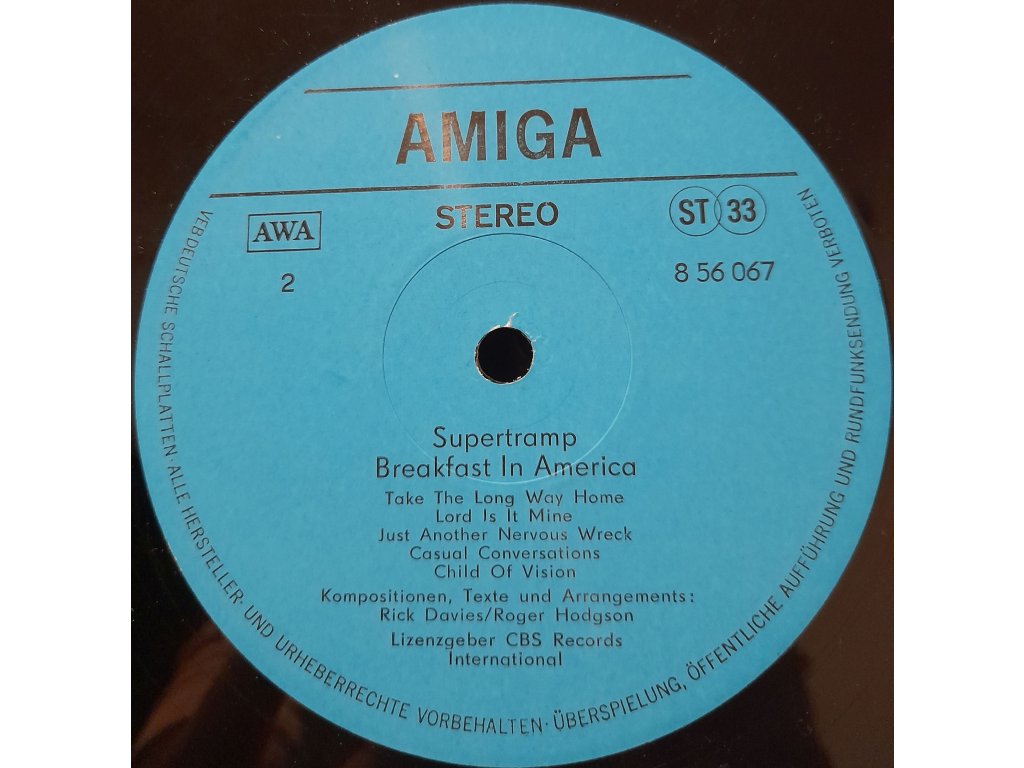 AMIGA
STEREO
AWA
ST 33
2
8 56 067
Supertramp
Breakfast In America
Take The Long Way Home
Lord Is It Mine
Just Another Nervous Wreck
Casual Conversations
Child Of Vision
Kompositionen, Texte und Arrangements:
Rick Davies/Roger Hodgson
Lizenzgeber CBS Records
International
VEB DEUTSCHE SCHALLPLATTEN · ALLE HERSTELLER- UND URHEBERRECHTE VORBEHALTEN · ÜBERSPIELUNG, ÖFFENTLICHE AUFFÜHRUNG UND RUNDFUNKSENDUNG VERBOTEN